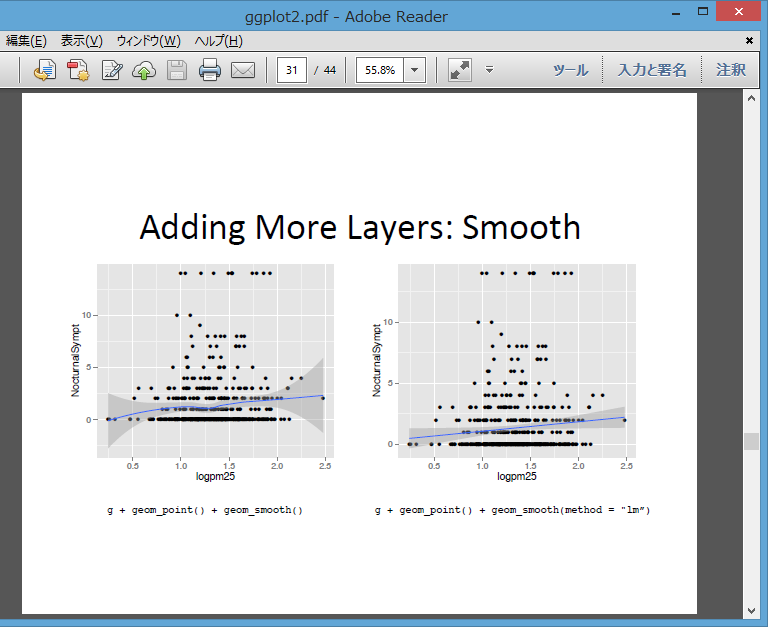 ggplot2.pdf - Adobe Reader
編集(E) 表示(V) ウィンドウ(W) ヘルプ(H)
31 / 44 55.8% ツール 入力と署名 注釈
Adding More Layers: Smooth
NocturnalSympt
10
5
0
0.5 1.0 1.5 2.0 2.5
logpm25
g + geom_point() + geom_smooth()
NocturnalSympt
10
5
0
0.5 1.0 1.5 2.0 2.5
logpm25
g + geom_point() + geom_smooth(method = "lm”)